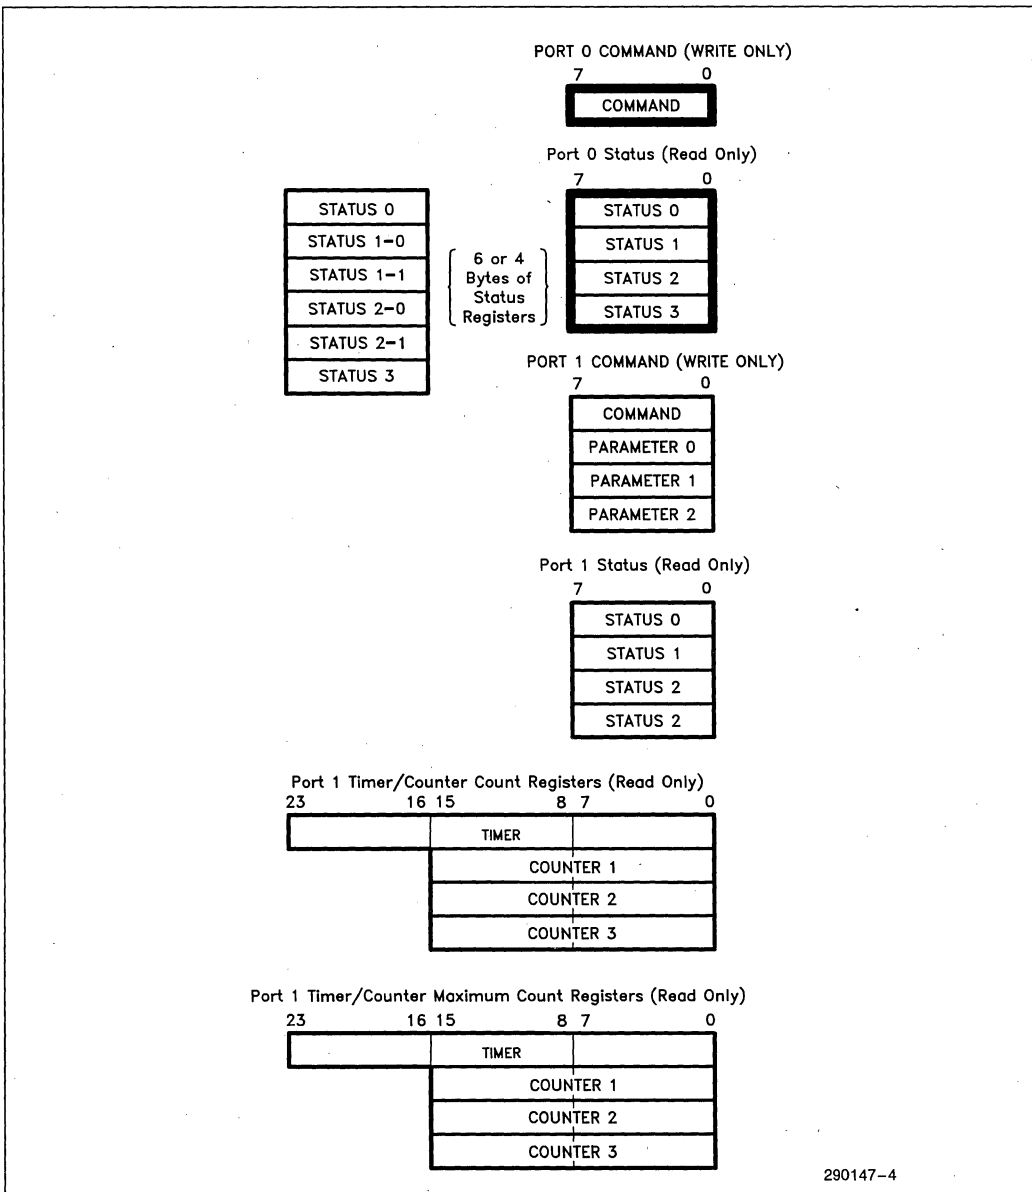 PORT 0 COMMAND (WRITE ONLY)
7 0
COMMAND
Port 0 Status (Read Only)
7 0
STATUS 0
STATUS 1-0
STATUS 1-1
STATUS 2-0
STATUS 2-1
STATUS 3
6 or 4
Bytes of
Status
Registers
STATUS 0
STATUS 1
STATUS 2
STATUS 3
PORT 1 COMMAND (WRITE ONLY)
7 0
COMMAND
PARAMETER 0
PARAMETER 1
PARAMETER 2
Port 1 Status (Read Only)
7 0
STATUS 0
STATUS 1
STATUS 2
STATUS 2
Port 1 Timer/Counter Count Registers (Read Only)
23 16 15 8 7 0
TIMER
COUNTER 1
COUNTER 2
COUNTER 3
Port 1 Timer/Counter Maximum Count Registers (Read Only)
23 16 15 8 7 0
TIMER
COUNTER 1
COUNTER 2
COUNTER 3
290147-4